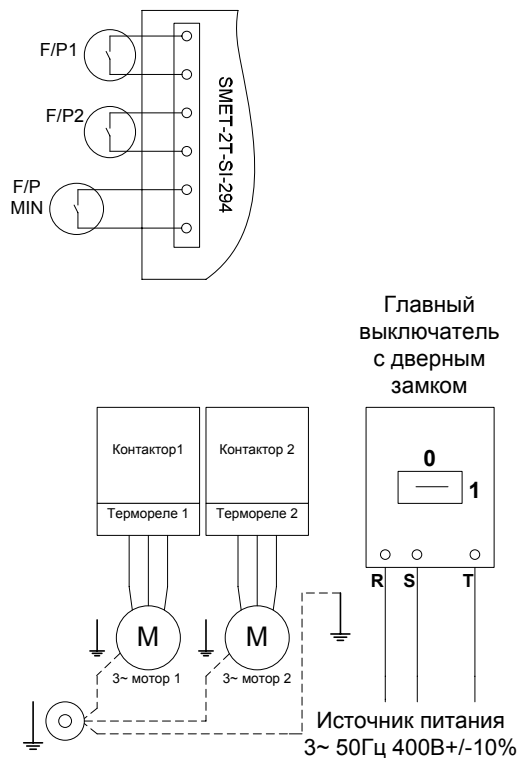 F/P1
F/P2
F/P
MIN
SMET-2T-SI-294
Главный
выключатель
с дверным
замком
Контактор1
Контактор 2
0
1
Термореле 1
Термореле 2
R S T
M
M
3~ мотор 1
3~ мотор 2
Источник питания
3~ 50Гц 400В+/-10%